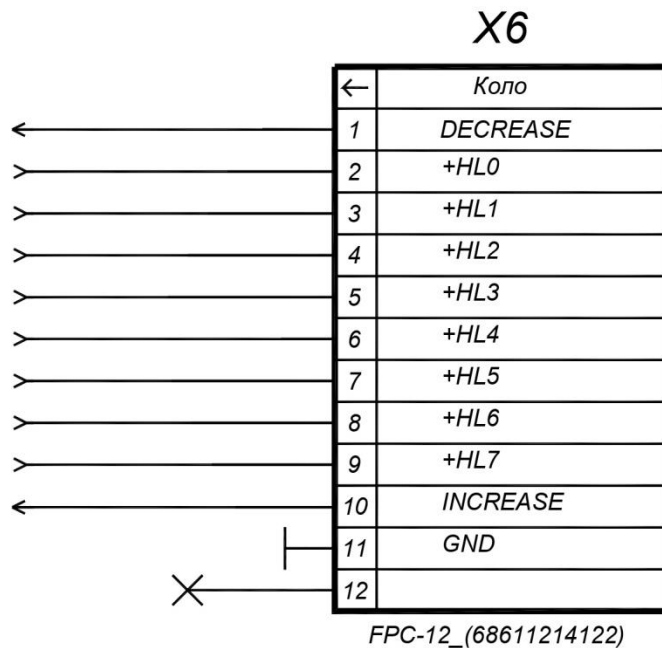 X6
← Коло
1 DECREASE
2 +HL0
3 +HL1
4 +HL2
5 +HL3
6 +HL4
7 +HL5
8 +HL6
9 +HL7
10 INCREASE
11 GND
12
FPC-12_(68611214122)